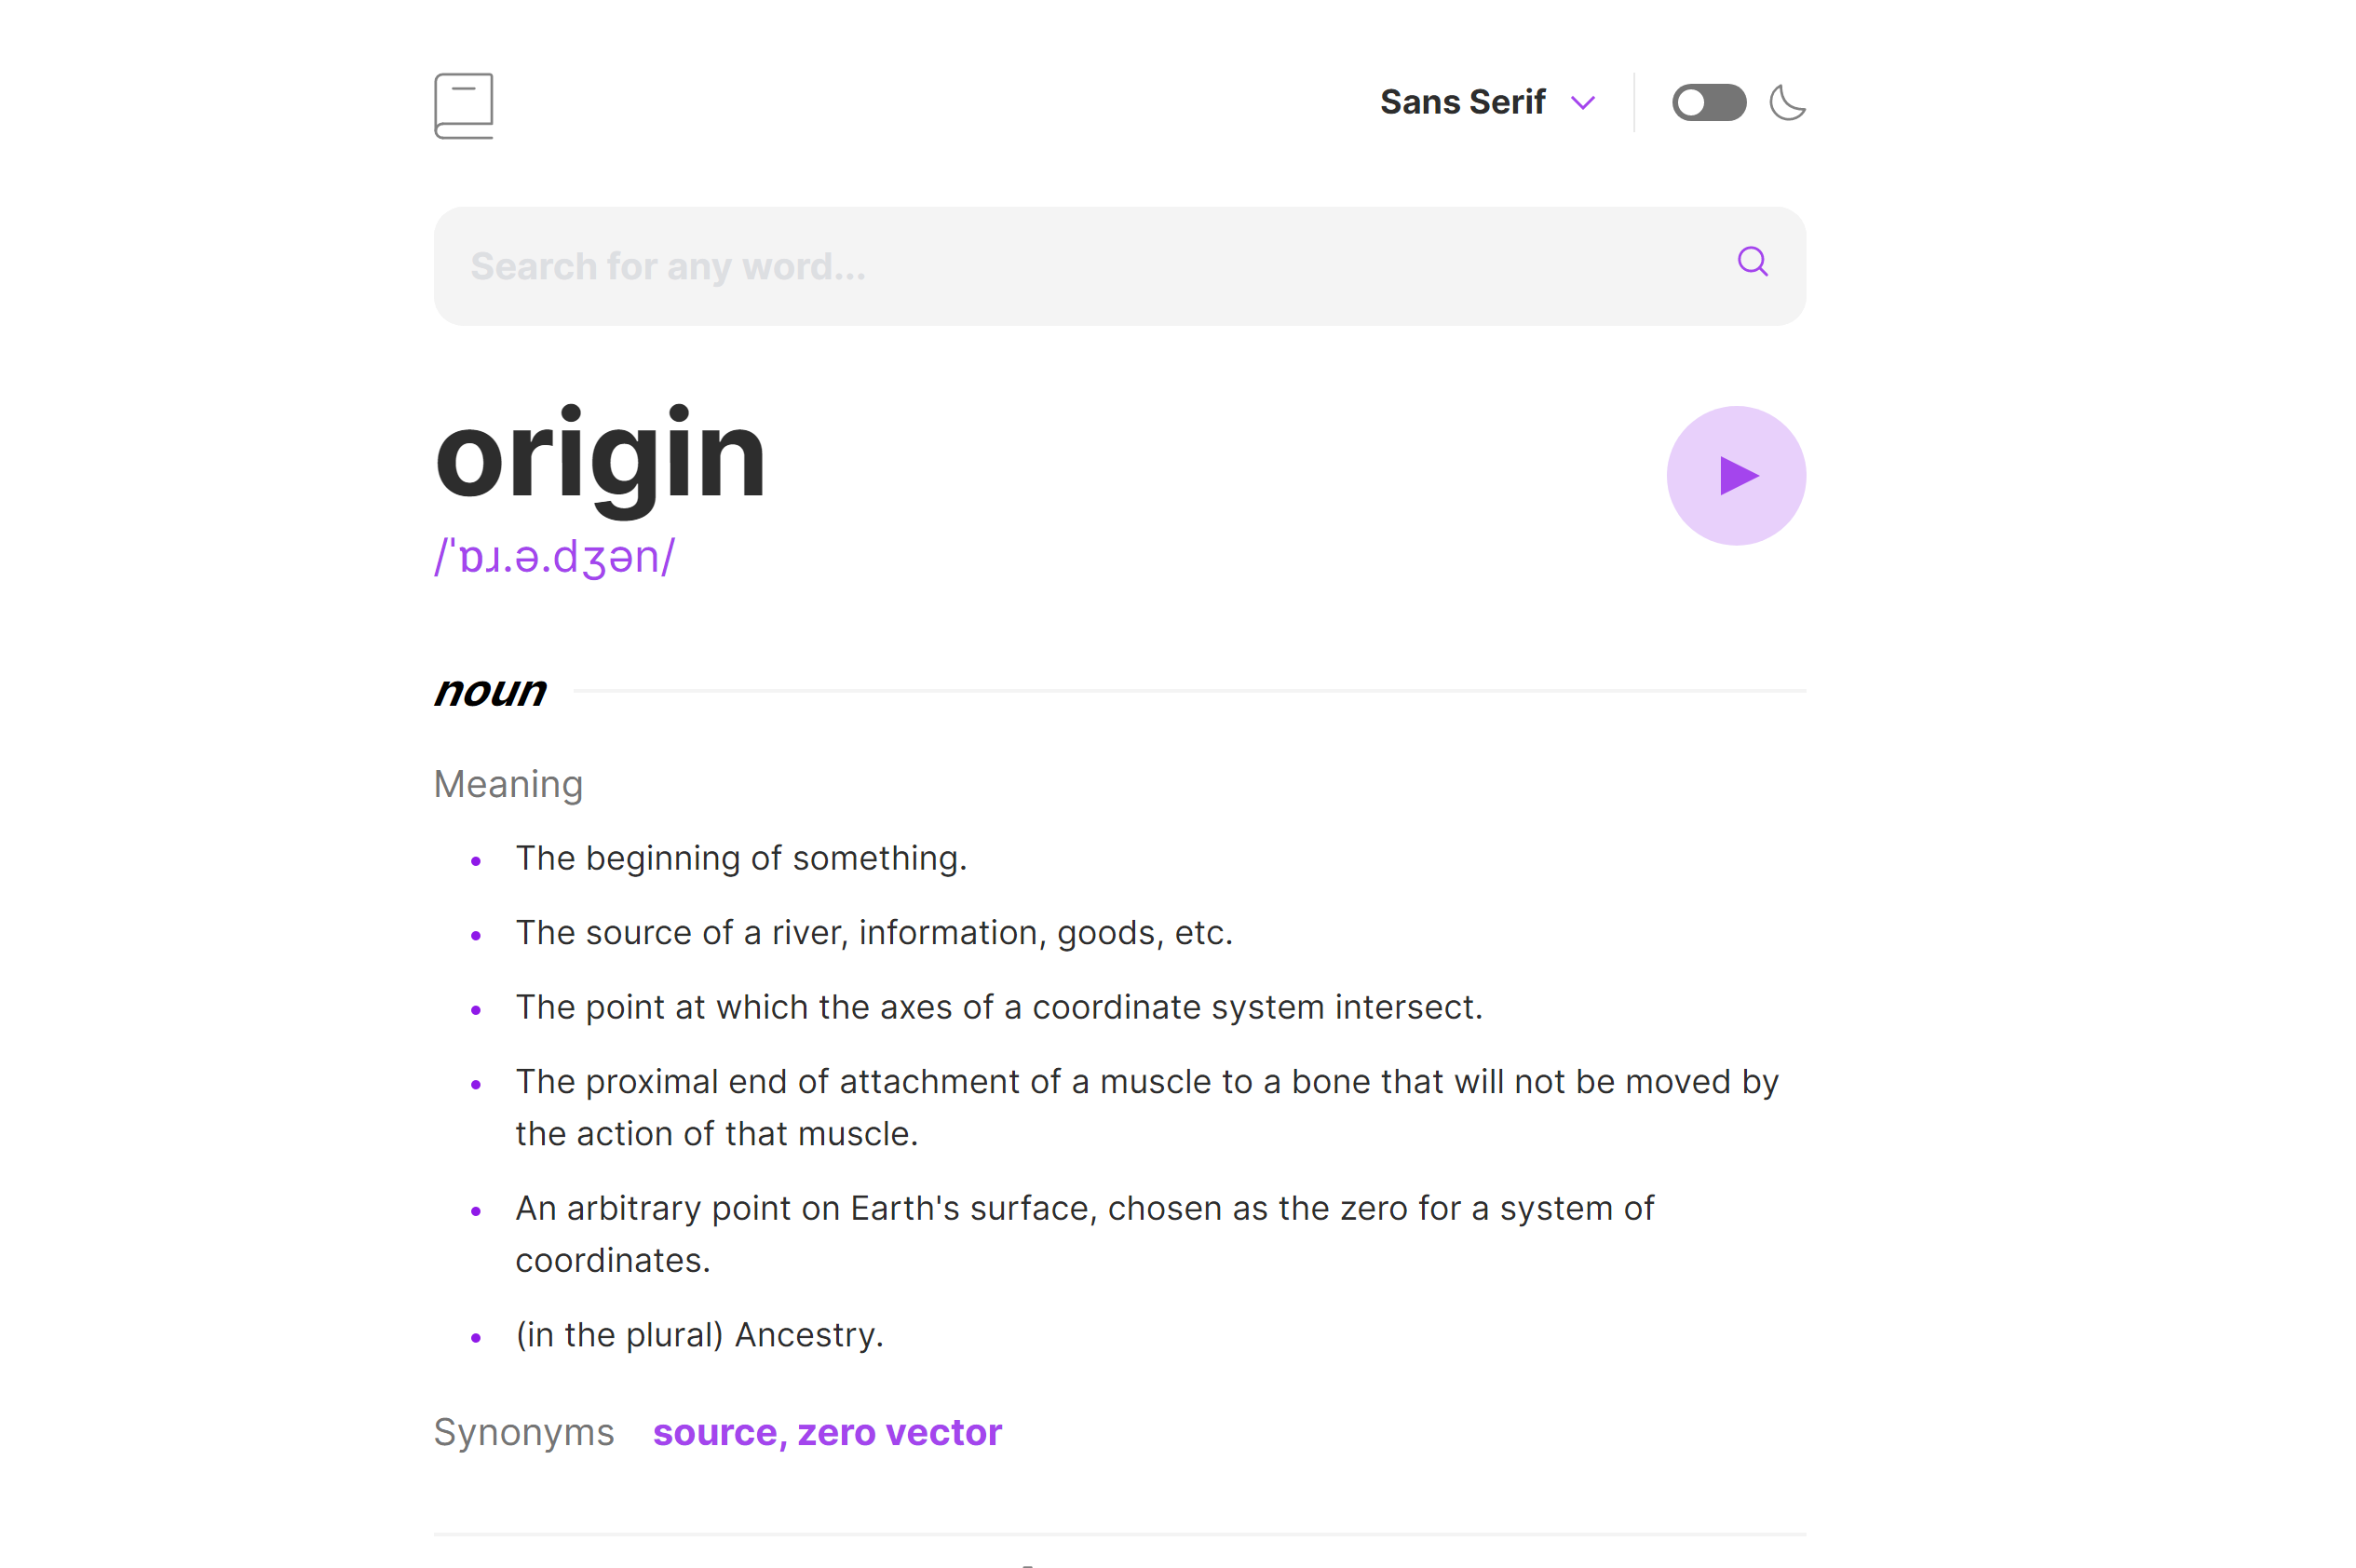 Sans Serif
Search for any word...
origin
/ˈɒɹ.ə.dʒən/
noun
Meaning
The beginning of something.
The source of a river, information, goods, etc.
The point at which the axes of a coordinate system intersect.
The proximal end of attachment of a muscle to a bone that will not be moved by
the action of that muscle.
An arbitrary point on Earth's surface, chosen as the zero for a system of
coordinates.
(in the plural) Ancestry.
Synonyms source, zero vector